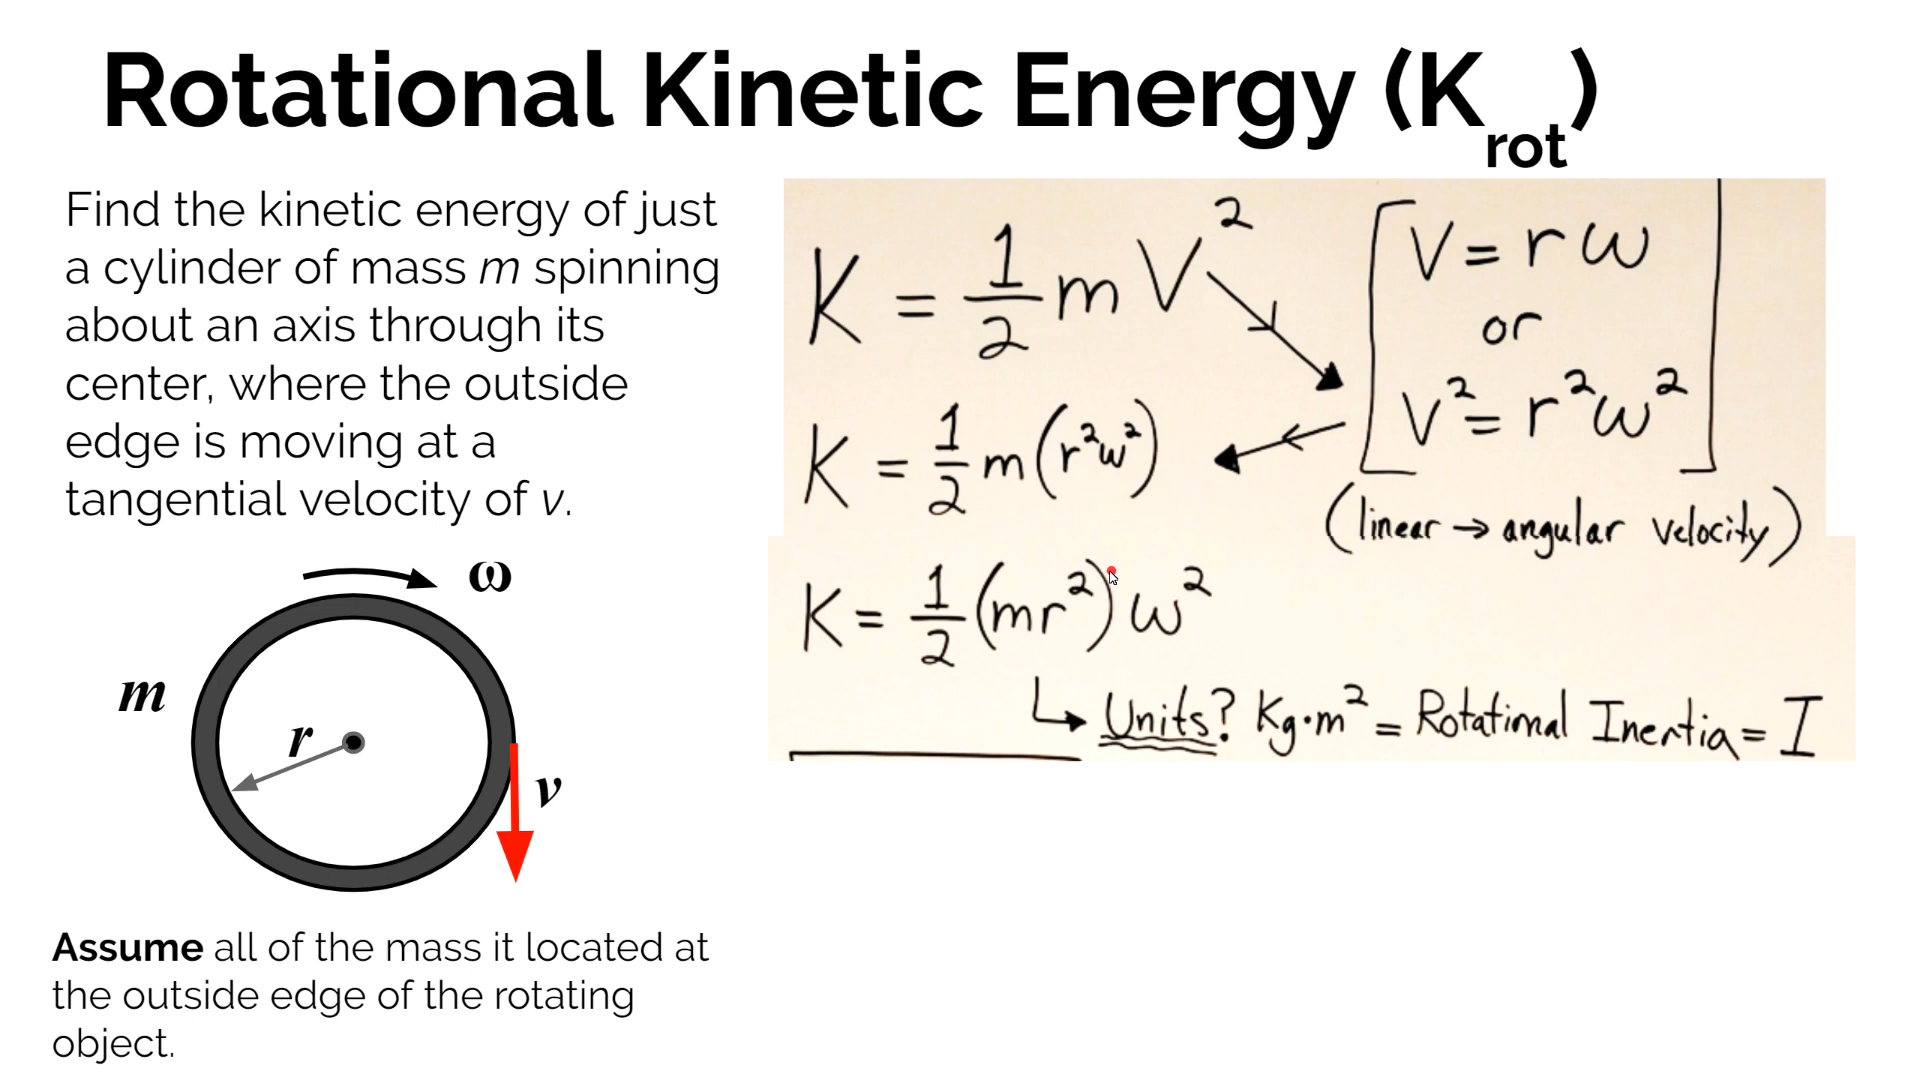 Rotational Kinetic Energy (K_rot)
Find the kinetic energy of just
a cylinder of mass m spinning
about an axis through its
center, where the outside
edge is moving at a
tangential velocity of v.
ω
m
r
v
Assume all of the mass it located at
the outside edge of the rotating
object.
K = 1/2 m V²
V = rω
or
V² = r²ω²
K = 1/2 m(r²ω²)
(linear → angular velocity)
K = 1/2 (mr²) ω²
↳ Units? Kg·m² = Rotational Inertia = I